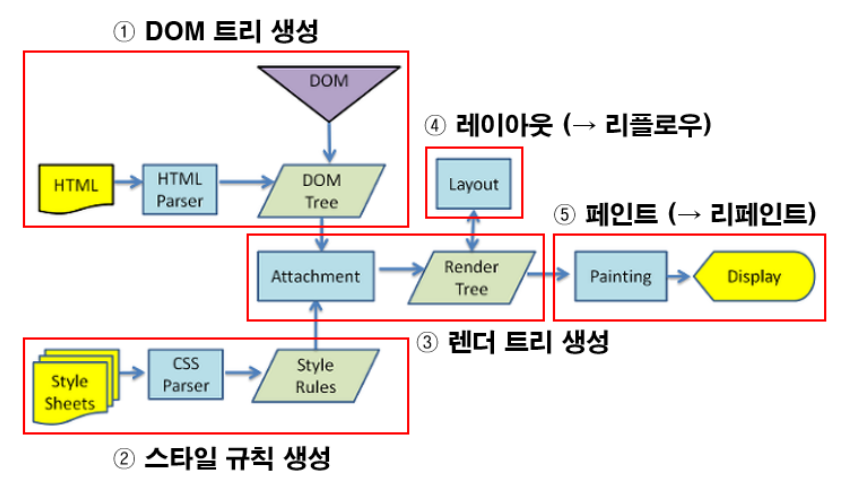 ① DOM 트리 생성
DOM
④ 레이아웃 (→ 리플로우)
HTML
HTML
Parser
DOM
Tree
Layout
⑤ 페인트 (→ 리페인트)
Attachment
Render
Tree
Painting
Display
③ 렌더 트리 생성
Style
Sheets
CSS
Parser
Style
Rules
② 스타일 규칙 생성